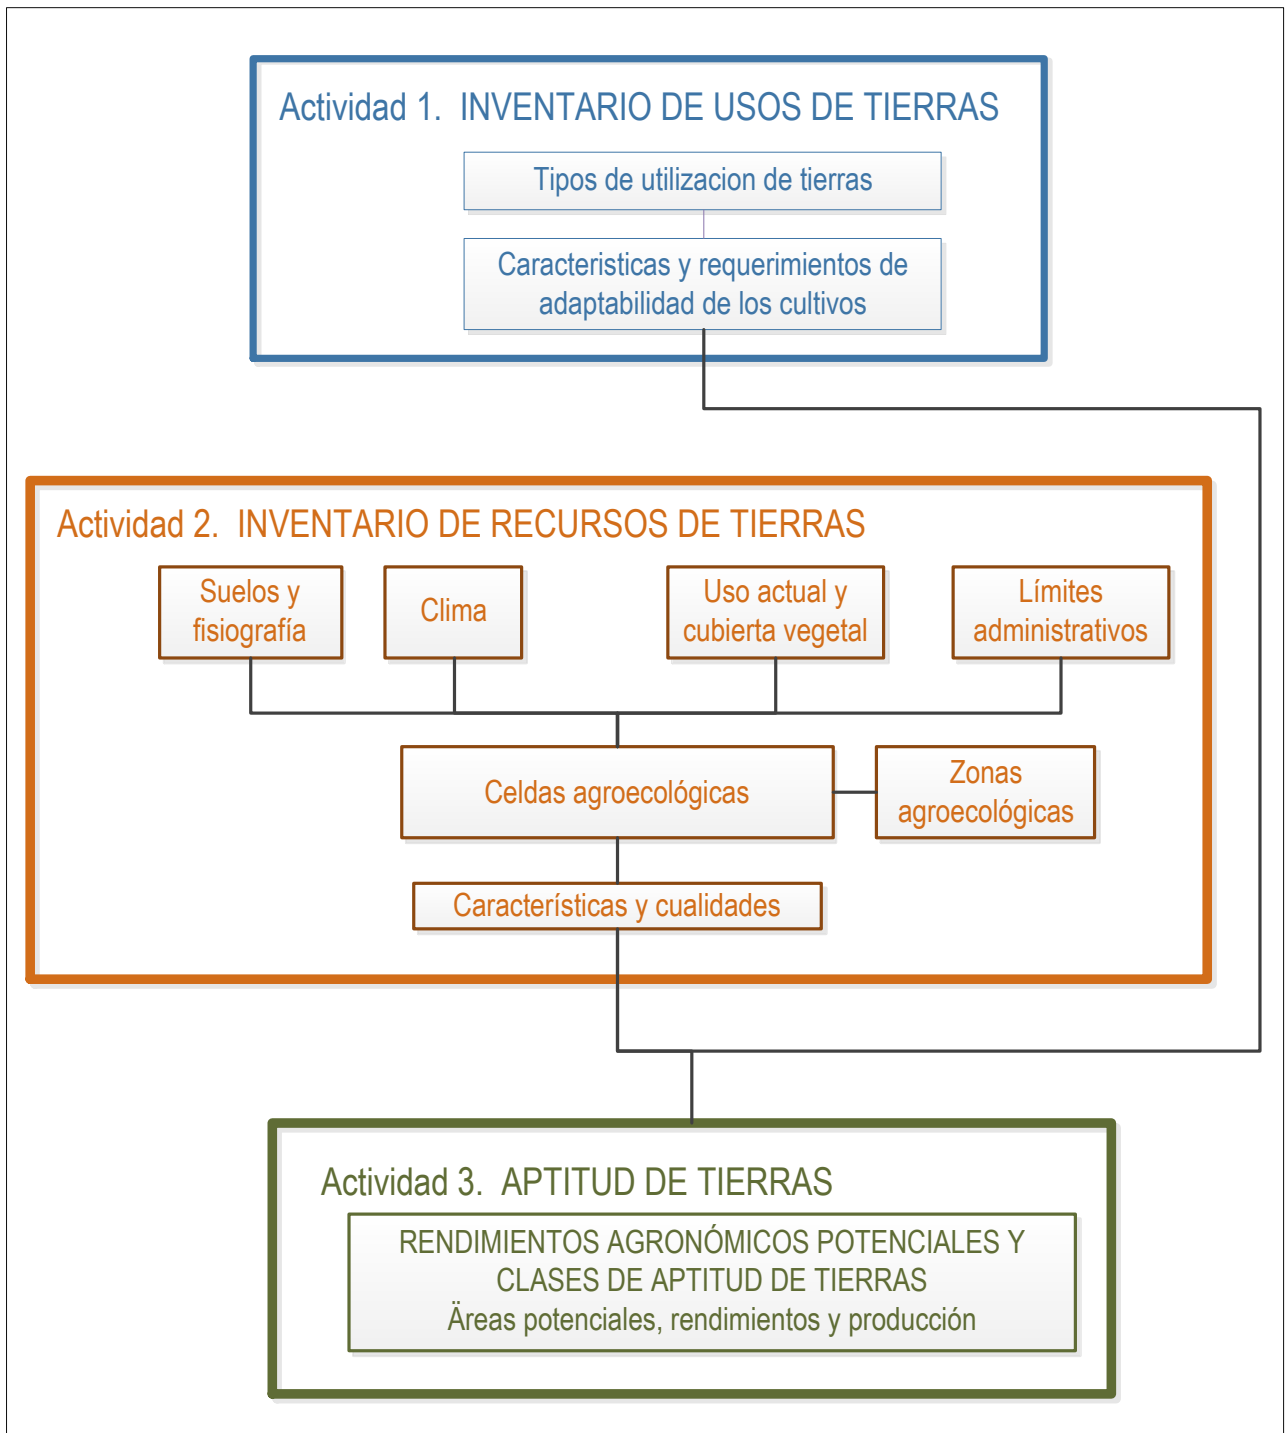 Actividad 1. INVENTARIO DE USOS DE TIERRAS
Tipos de utilizacion de tierras
Caracteristicas y requerimientos de
adaptabilidad de los cultivos
Actividad 2. INVENTARIO DE RECURSOS DE TIERRAS
Suelos y
fisiografía
Clima
Uso actual y
cubierta vegetal
Límites
administrativos
Celdas agroecológicas
Zonas
agroecológicas
Características y cualidades
Actividad 3. APTITUD DE TIERRAS
RENDIMIENTOS AGRONÓMICOS POTENCIALES Y
CLASES DE APTITUD DE TIERRAS
Äreas potenciales, rendimientos y producción